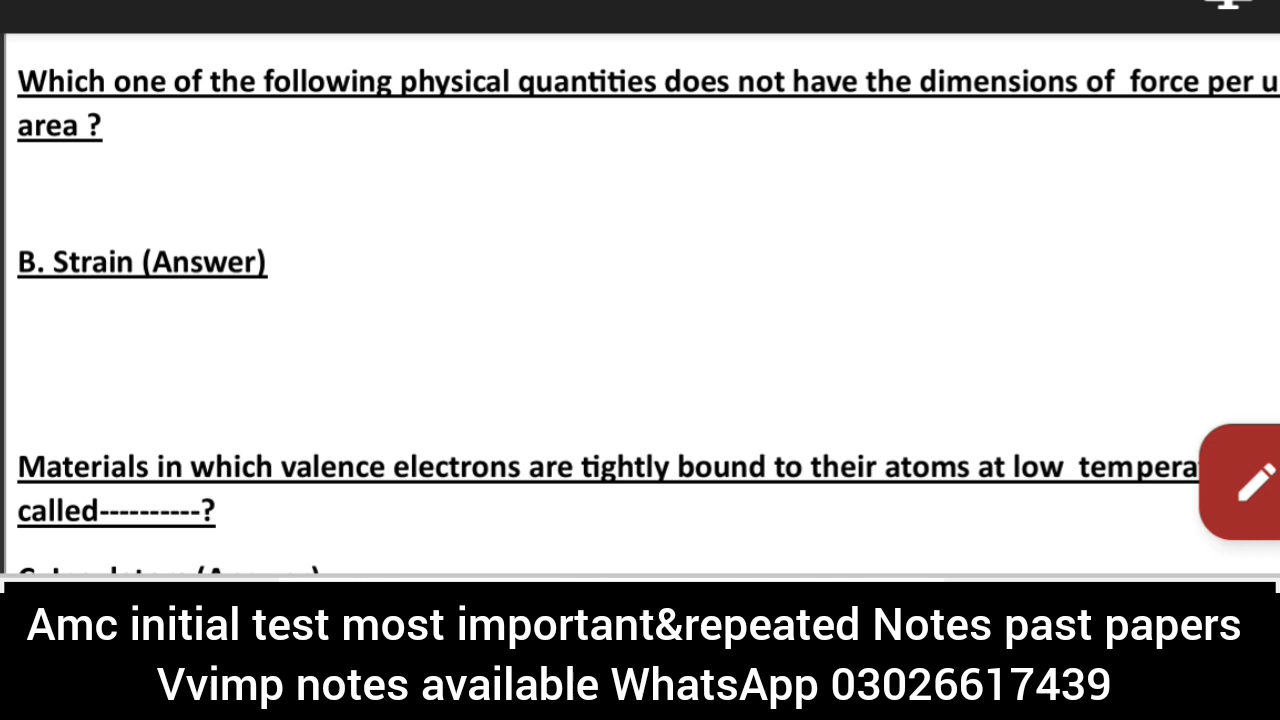 Which one of the following physical quantities does not have the dimensions of force per u
area ?
B. Strain (Answer)
Materials in which valence electrons are tightly bound to their atoms at low tempera
called----------?
Amc initial test most important&repeated Notes past papers
Vvimp notes available WhatsApp 03026617439